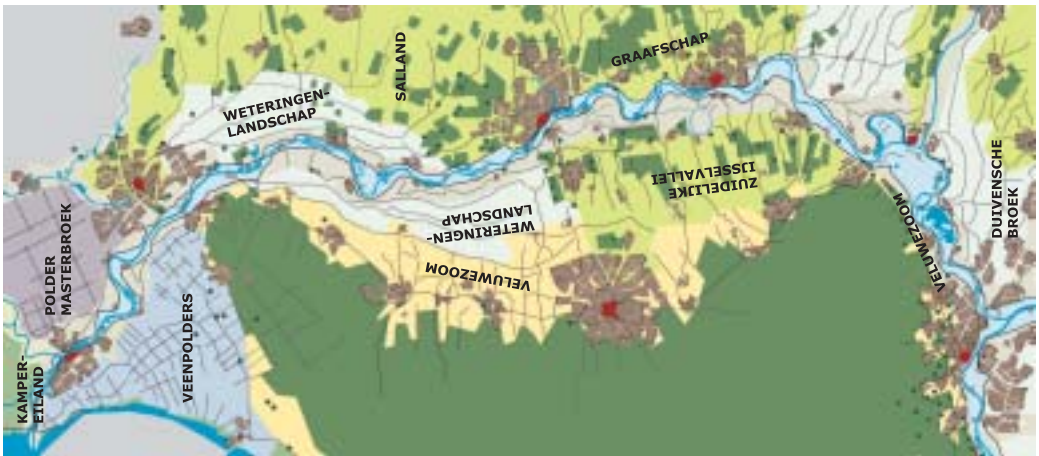 GRAAFSCHAP
SALLAND
WETERINGEN-
LANDSCHAP
ZUIDELIJKE
IJSSELVALLEI
DUIVENSCHE
BROEK
WETERINGEN-
LANDSCHAP
VELUWEZOOM
VELUWEZOOM
POLDER
MASTERBROEK
VEENPOLDERS
KAMPER-
EILAND